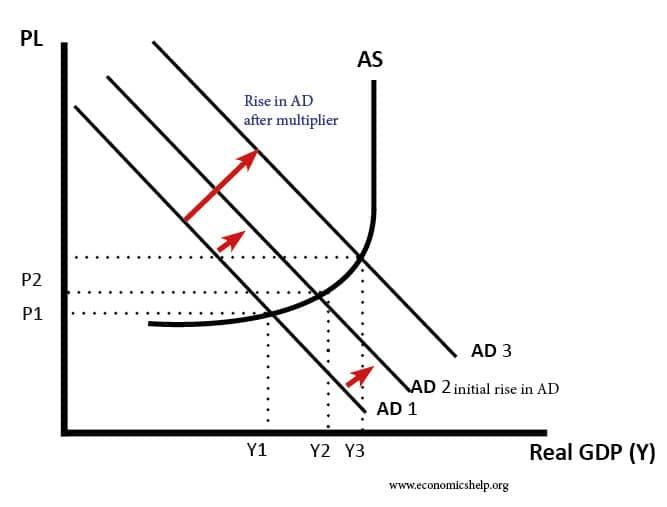 PL
AS
Rise in AD
after multiplier
P2
P1
AD 3
AD 2 initial rise in AD
AD 1
Y1 Y2 Y3
Real GDP (Y)
www.economicshelp.org